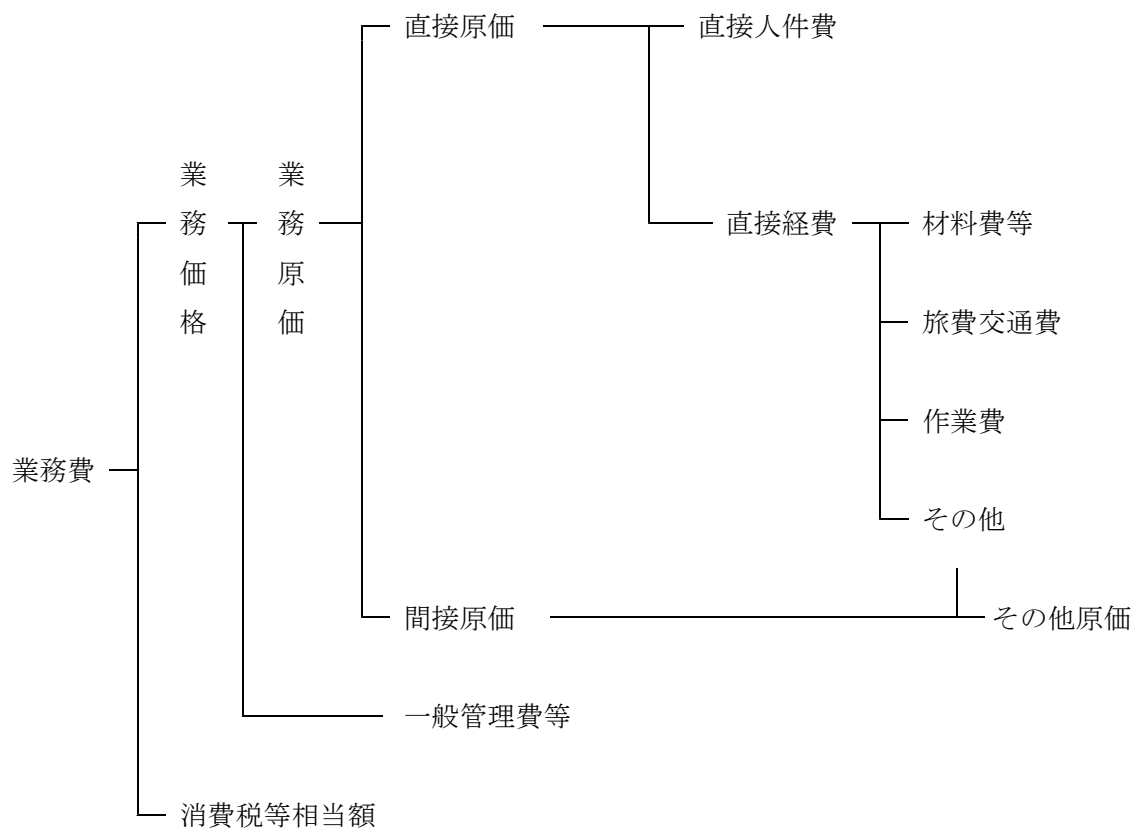 直接原価
直接人件費
業務価格
業務原価
直接経費
材料費等
旅費交通費
作業費
業務費
その他
間接原価
その他原価
一般管理費等
消費税等相当額